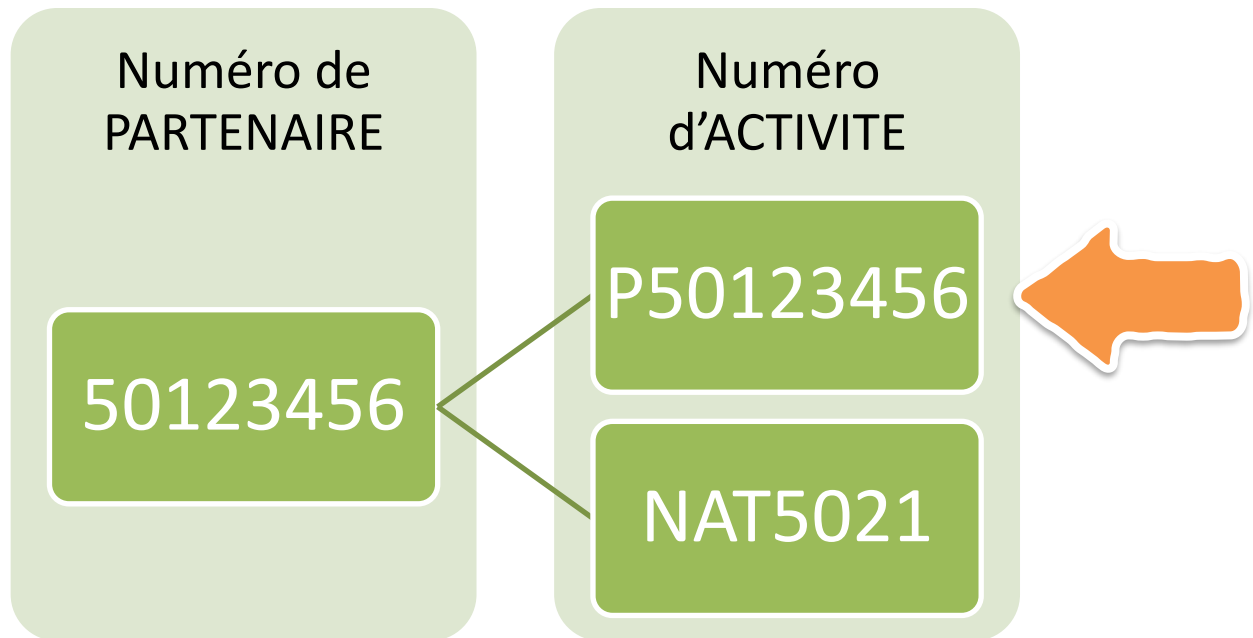 Numéro de
PARTENAIRE
50123456
Numéro
d’ACTIVITE
P50123456
NAT5021